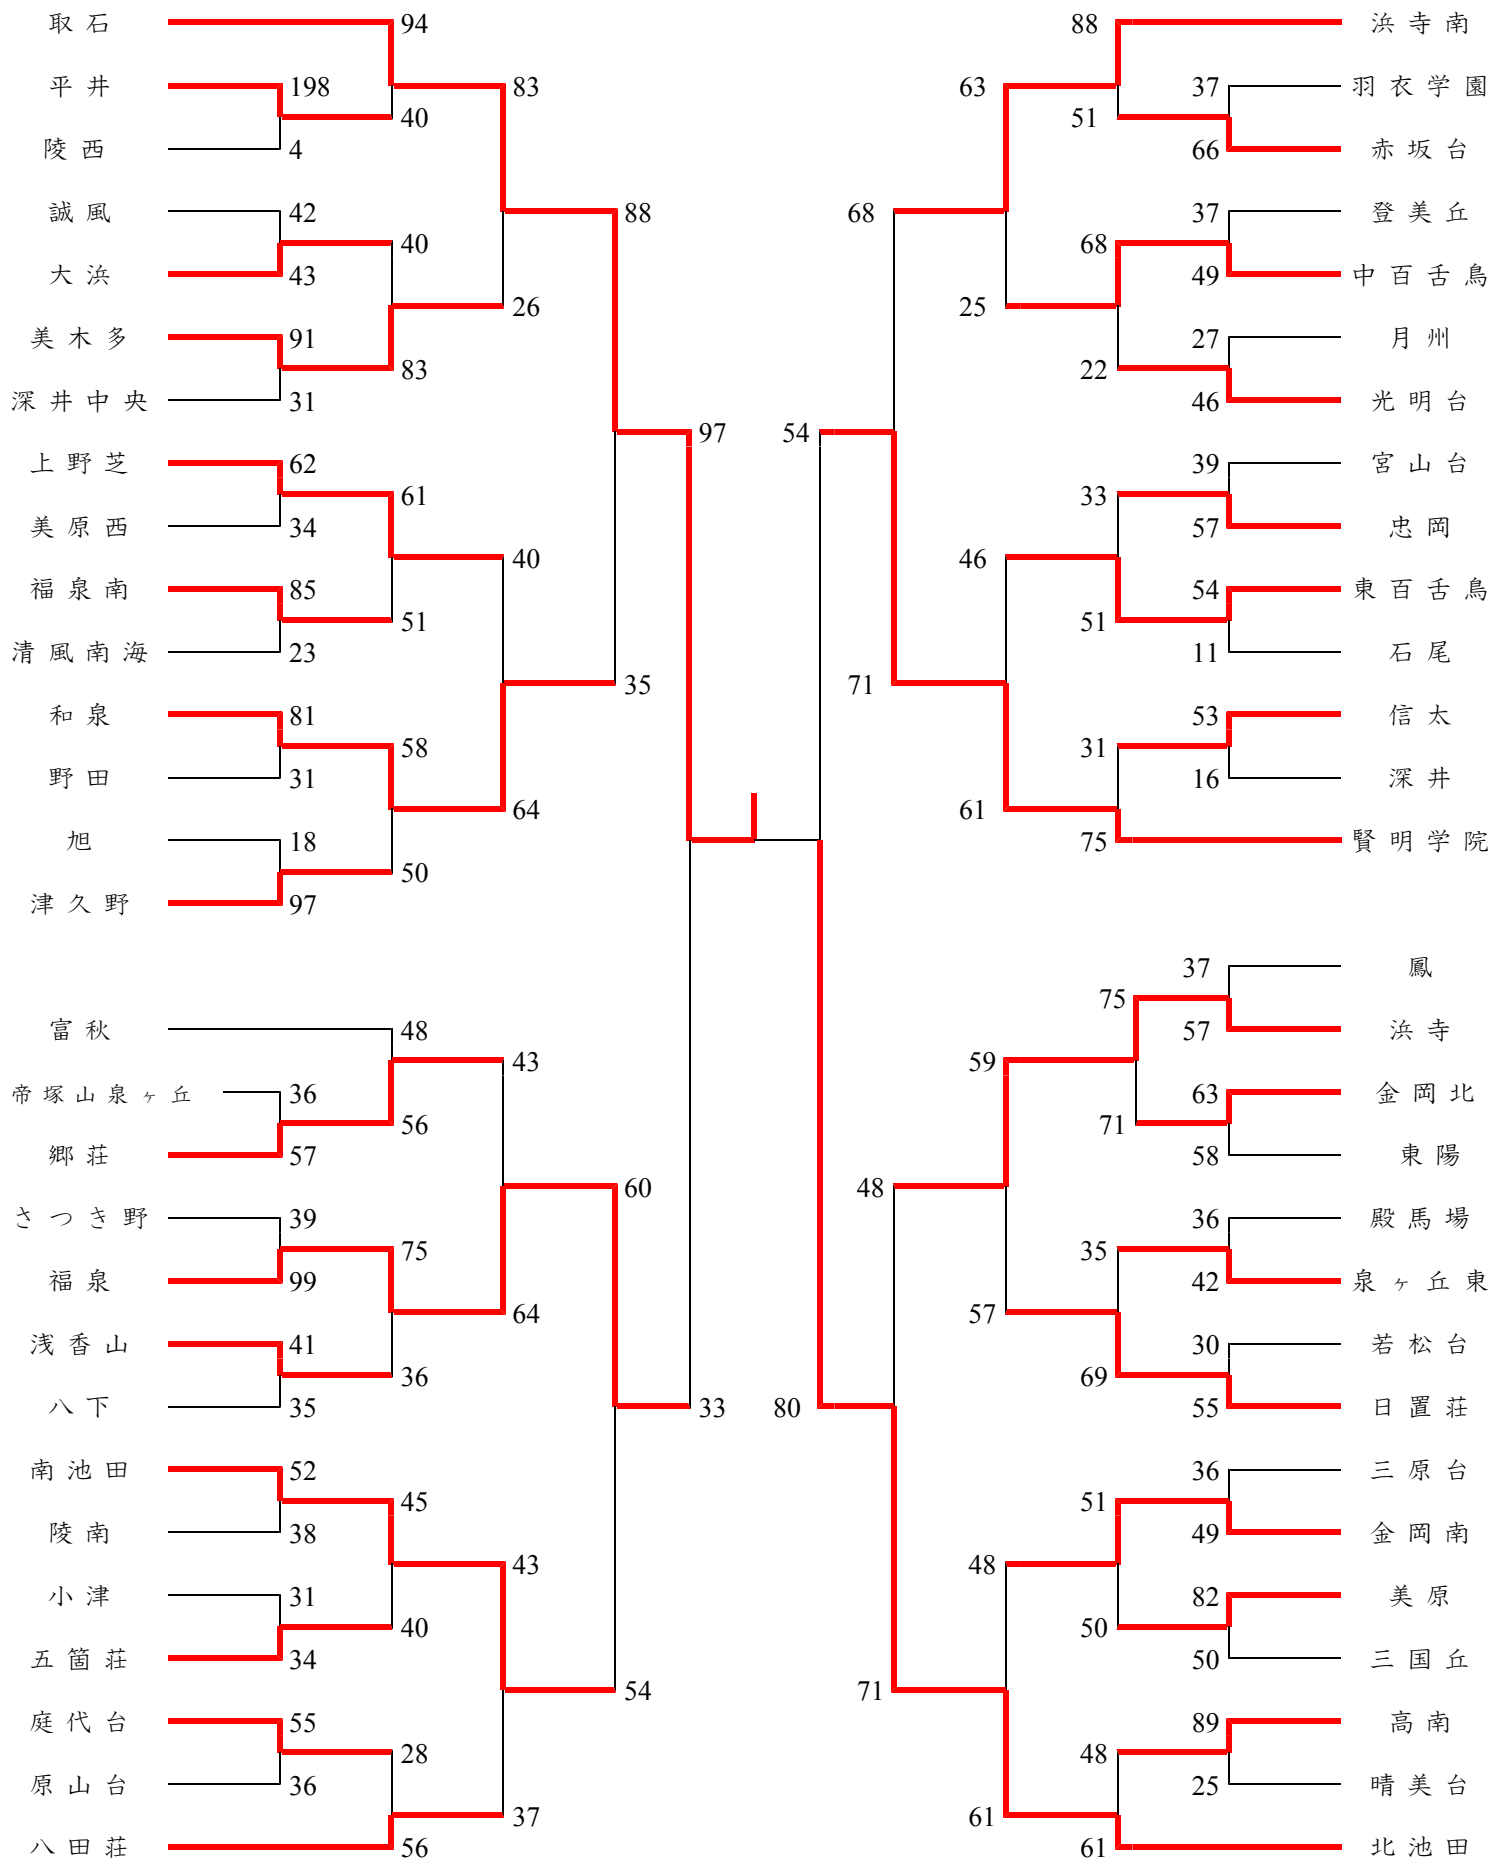 取石 94 88 浜寺南
平井 198 83 63 37 羽衣学園
40 51
陵西 4 66 赤坂台
誠風 42 88 68 37 登美丘
40 68
大浜 43 49 中百舌鳥
26 25
美木多 91 27 月州
83 22
深井中央 31 46 光明台
97 54
上野芝 62 39 宮山台
61 33
美原西 34 57 忠岡
40 46
福泉南 85 54 東百舌鳥
51 51
清風南海 23 11 石尾
35 71
和泉 81 53 信太
58 31
野田 31 16 深井
64 61
旭 18 75 賢明学院
50
津久野 97
37 鳳
75
富秋 48 57 浜寺
43 59
帝塚山泉ヶ丘 36 63 金岡北
56 71
郷荘 57 58 東陽
60 48
さつき野 39 36 殿馬場
75 35
福泉 99 42 泉ヶ丘東
64 57
浅香山 41 30 若松台
36 69
八下 35 33 80 55 日置荘
南池田 52 36 三原台
45 51
陵南 38 49 金岡南
43 48
小津 31 82 美原
40 50
五箇荘 34 50 三国丘
54 71
庭代台 55 89 高南
28 48
原山台 36 25 晴美台
37 61
八田荘 56 61 北池田